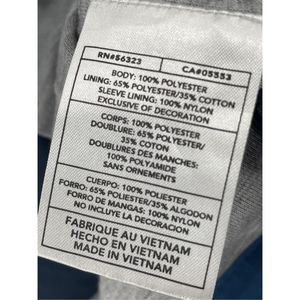 RN#56323 CA#05553
BODY: 100% POLYESTER
LINING: 65% POLYESTER/35% COTTON
SLEEVE LINING: 100% NYLON
EXCLUSIVE OF DECORATION
CORPS: 100% POLYESTER
DOUBLURE: 65% POLYESTER/
35% COTON
DOUBLURES DES MANCHES:
100% POLYAMIDE
SANS ORNEMENTS
CUERPO: 100% POLIESTER
FORRO: 65% POLIESTER/35% ALGODON
FORRO DE MANGAS: 100% NYLON
NO INCLUYE LA DECORACION
FABRIQUE AU VIETNAM
HECHO EN VIETNAM
MADE IN VIETNAM